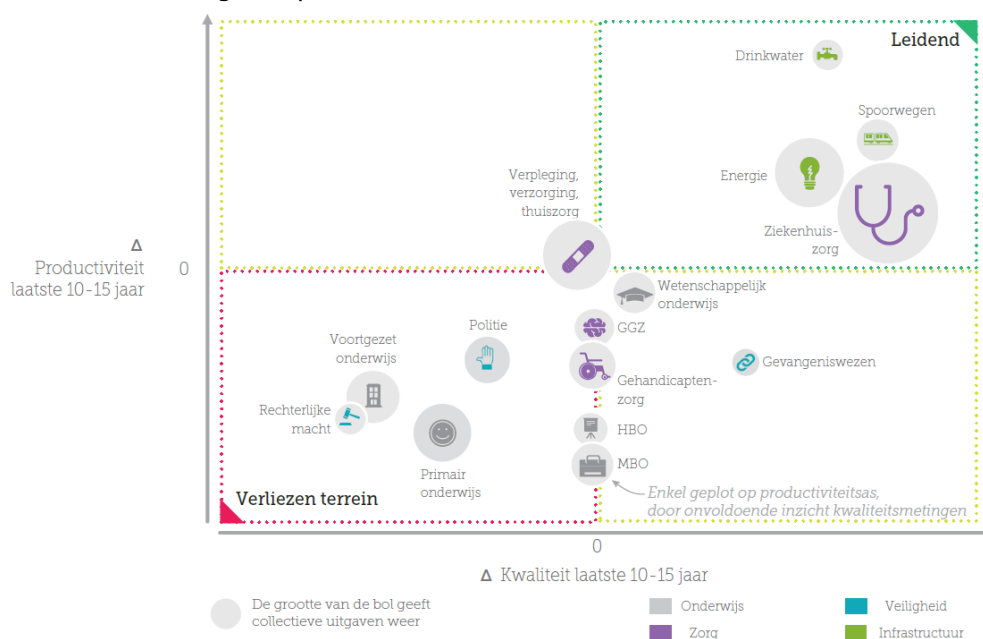 Leidend
Drinkwater
Spoorwegen
Energie
Verpleging,
verzorging,
thuiszorg
Ziekenhuis-
zorg
Δ
Productiviteit
laatste 10-15 jaar
0
Wetenschappelijk
onderwijs
GGZ
Politie
Voortgezet
onderwijs
Gevangeniswezen
Gehandicapten-
zorg
Rechterlijke
macht
HBO
MBO
Primair
onderwijs
Verliezen terrein
Enkel geplot op productiviteitsas,
door onvoldoende inzicht kwaliteitsmetingen
0
Δ Kwaliteit laatste 10-15 jaar
De grootte van de bol geeft
collectieve uitgaven weer
Onderwijs
Veiligheid
Zorg
Infrastructuur